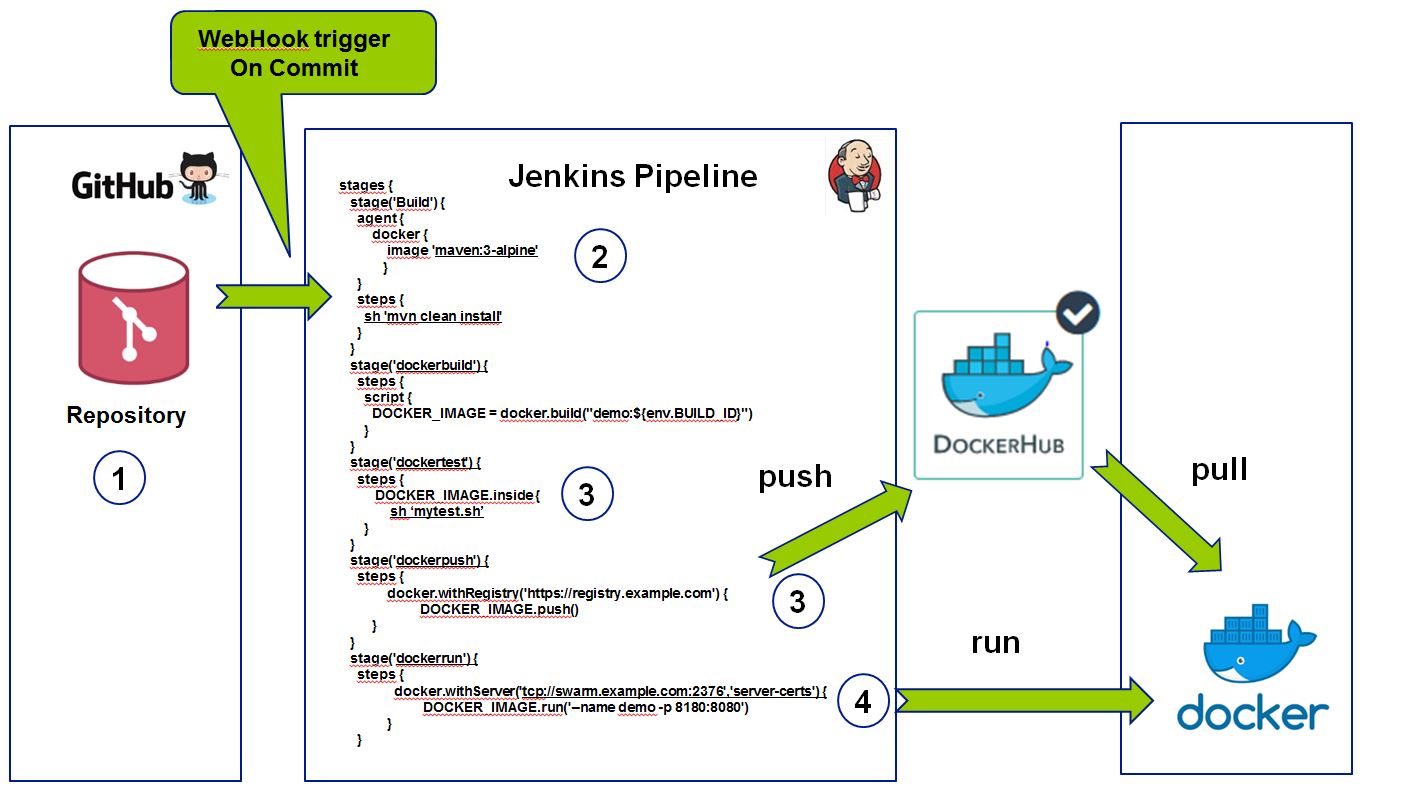 WebHook trigger
On Commit
GitHub
Repository
1
Jenkins Pipeline
stages {
stage('Build') {
agent {
docker {
image 'maven:3-alpine'
}
}
steps {
sh 'mvn clean install'
}
}
stage('dockerbuild') {
steps {
script {
DOCKER_IMAGE = docker.build("demo:${env.BUILD_ID}")
}
}
stage('dockertest') {
steps {
DOCKER_IMAGE.inside {
sh ‘mytest.sh’
}
}
stage('dockerpush') {
steps {
docker.withRegistry('https://registry.example.com') {
DOCKER_IMAGE.push()
}
}
stage('dockerrun') {
steps {
docker.withServer('tcp://swarm.example.com:2376','server-certs') {
DOCKER_IMAGE.run('–name demo -p 8180:8080')
}
}
2
3
3
4
push
DOCKERHUB
pull
run
docker